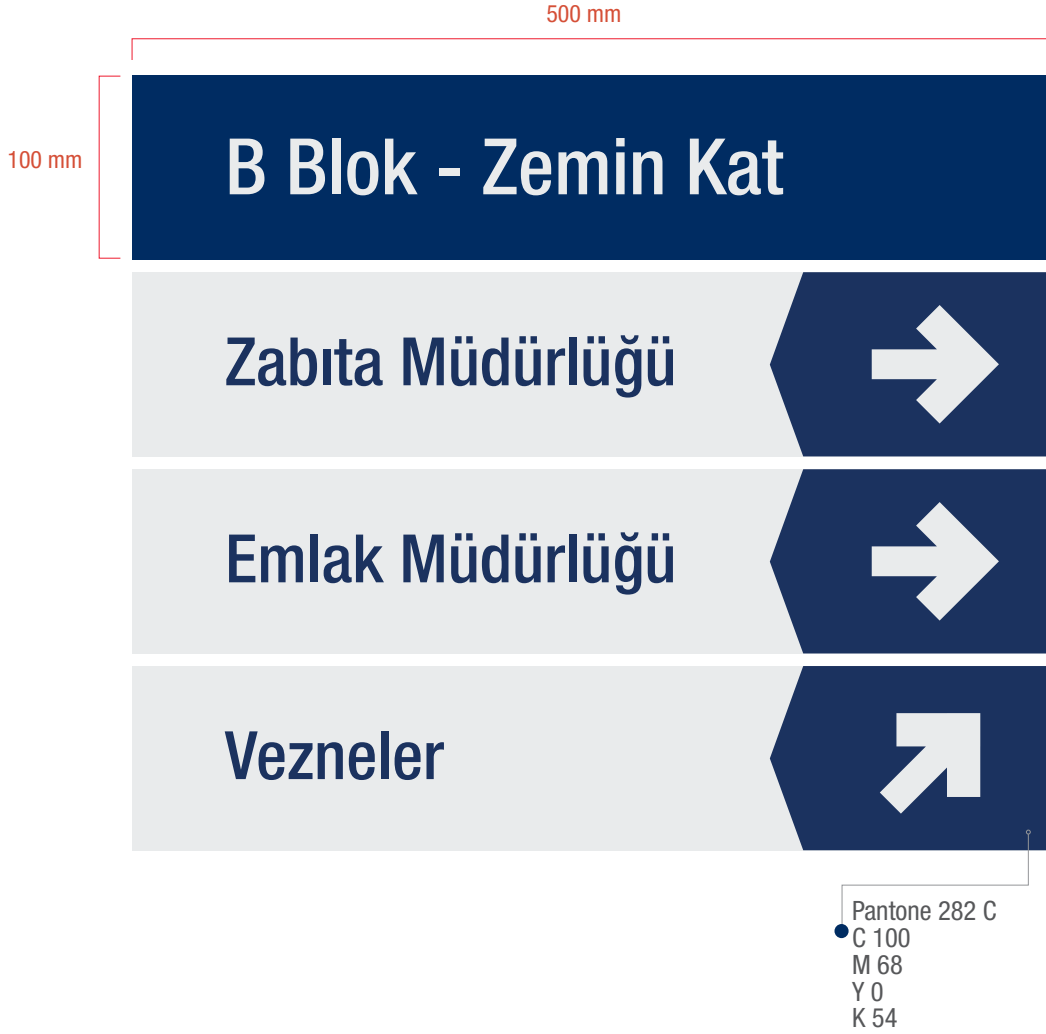 500 mm
100 mm
B Blok - Zemin Kat
Zabıta Müdürlüğü
Emlak Müdürlüğü
Vezneler
Pantone 282 C
C 100
M 68
Y 0
K 54